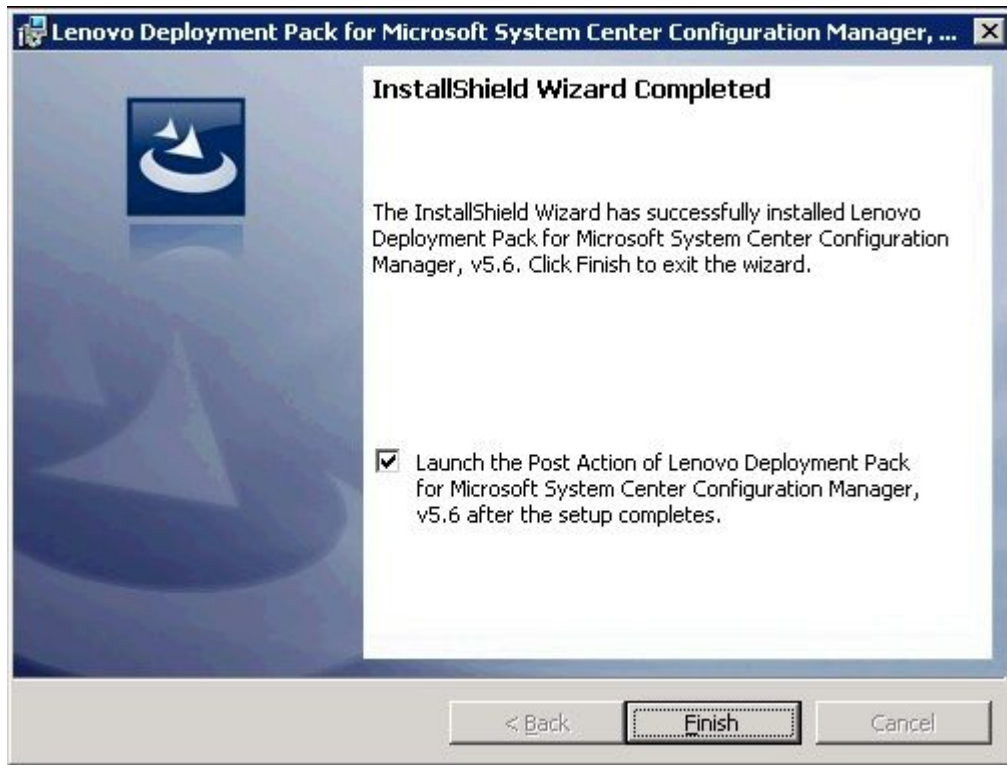 Lenovo Deployment Pack for Microsoft System Center Configuration Manager, ...
InstallShield Wizard Completed
The InstallShield Wizard has successfully installed Lenovo
Deployment Pack for Microsoft System Center Configuration
Manager, v5.6. Click Finish to exit the wizard.
Launch the Post Action of Lenovo Deployment Pack
for Microsoft System Center Configuration Manager,
v5.6 after the setup completes.
< Back
Finish
Cancel